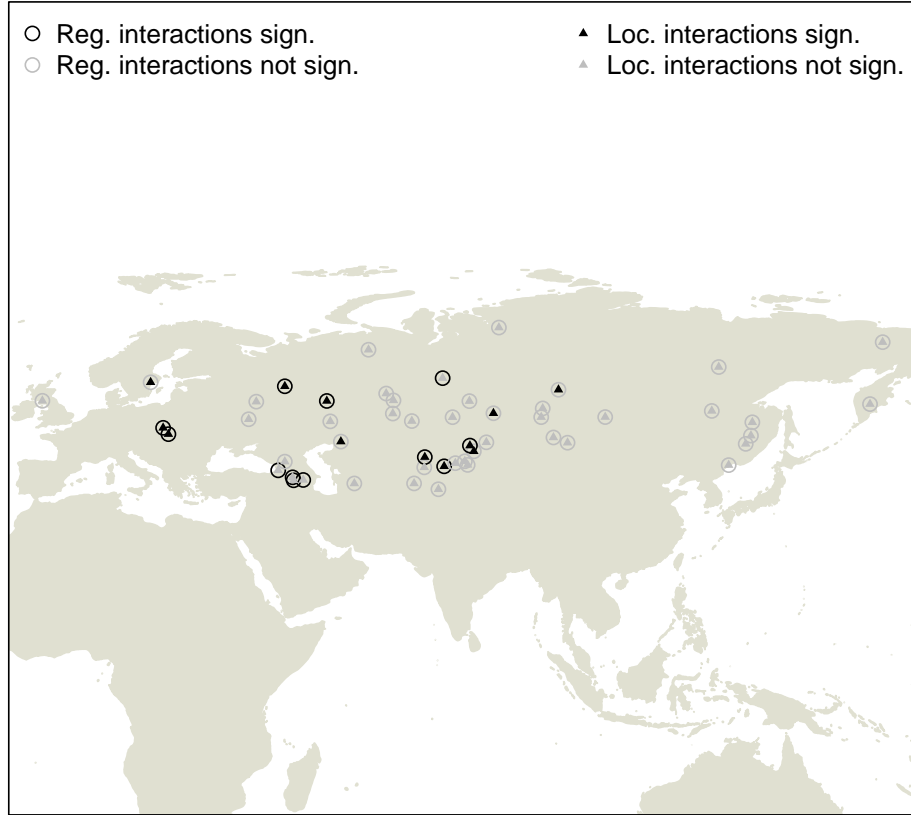 Reg. interactions sign.
Reg. interactions not sign.
Loc. interactions sign.
Loc. interactions not sign.